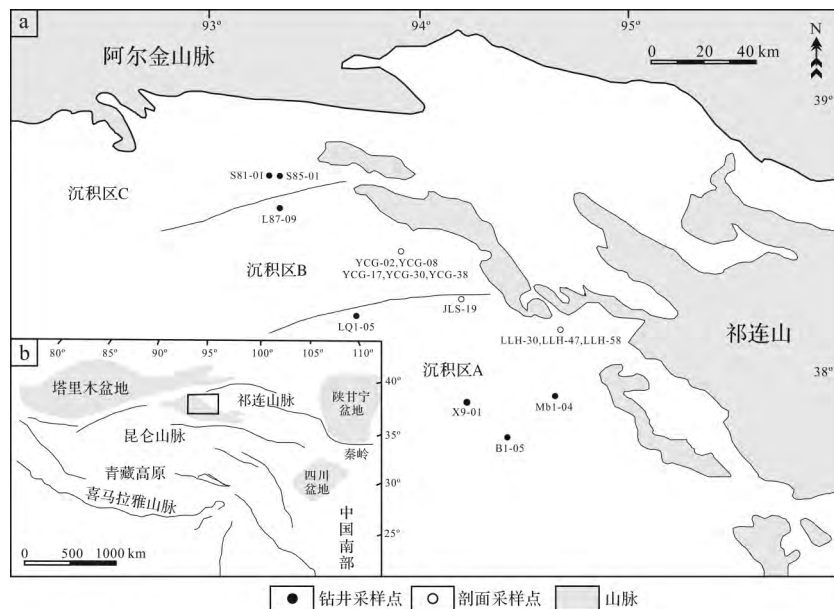 a
93°
94°
95°
阿尔金山脉
0 20 40 km
N
39°
S81-01
S85-01
沉积区C
L87-09
沉积区B
YCG-02,YCG-08
YCG-17,YCG-30,YCG-38
JLS-19
LQ1-05
LLH-30,LLH-47,LLH-58
祁连山
沉积区A
38°
X9-01
Mb1-04
B1-05
b
80° 85° 90° 95° 100° 105° 110°
塔里木盆地
祁连山脉
陕甘宁
盆地
40°
昆仑山脉
35°
秦岭
青藏高原
四川
盆地
30°
喜马拉雅山脉
中
国
南
部
25°
0 500 1000 km
钻井采样点
剖面采样点
山脉